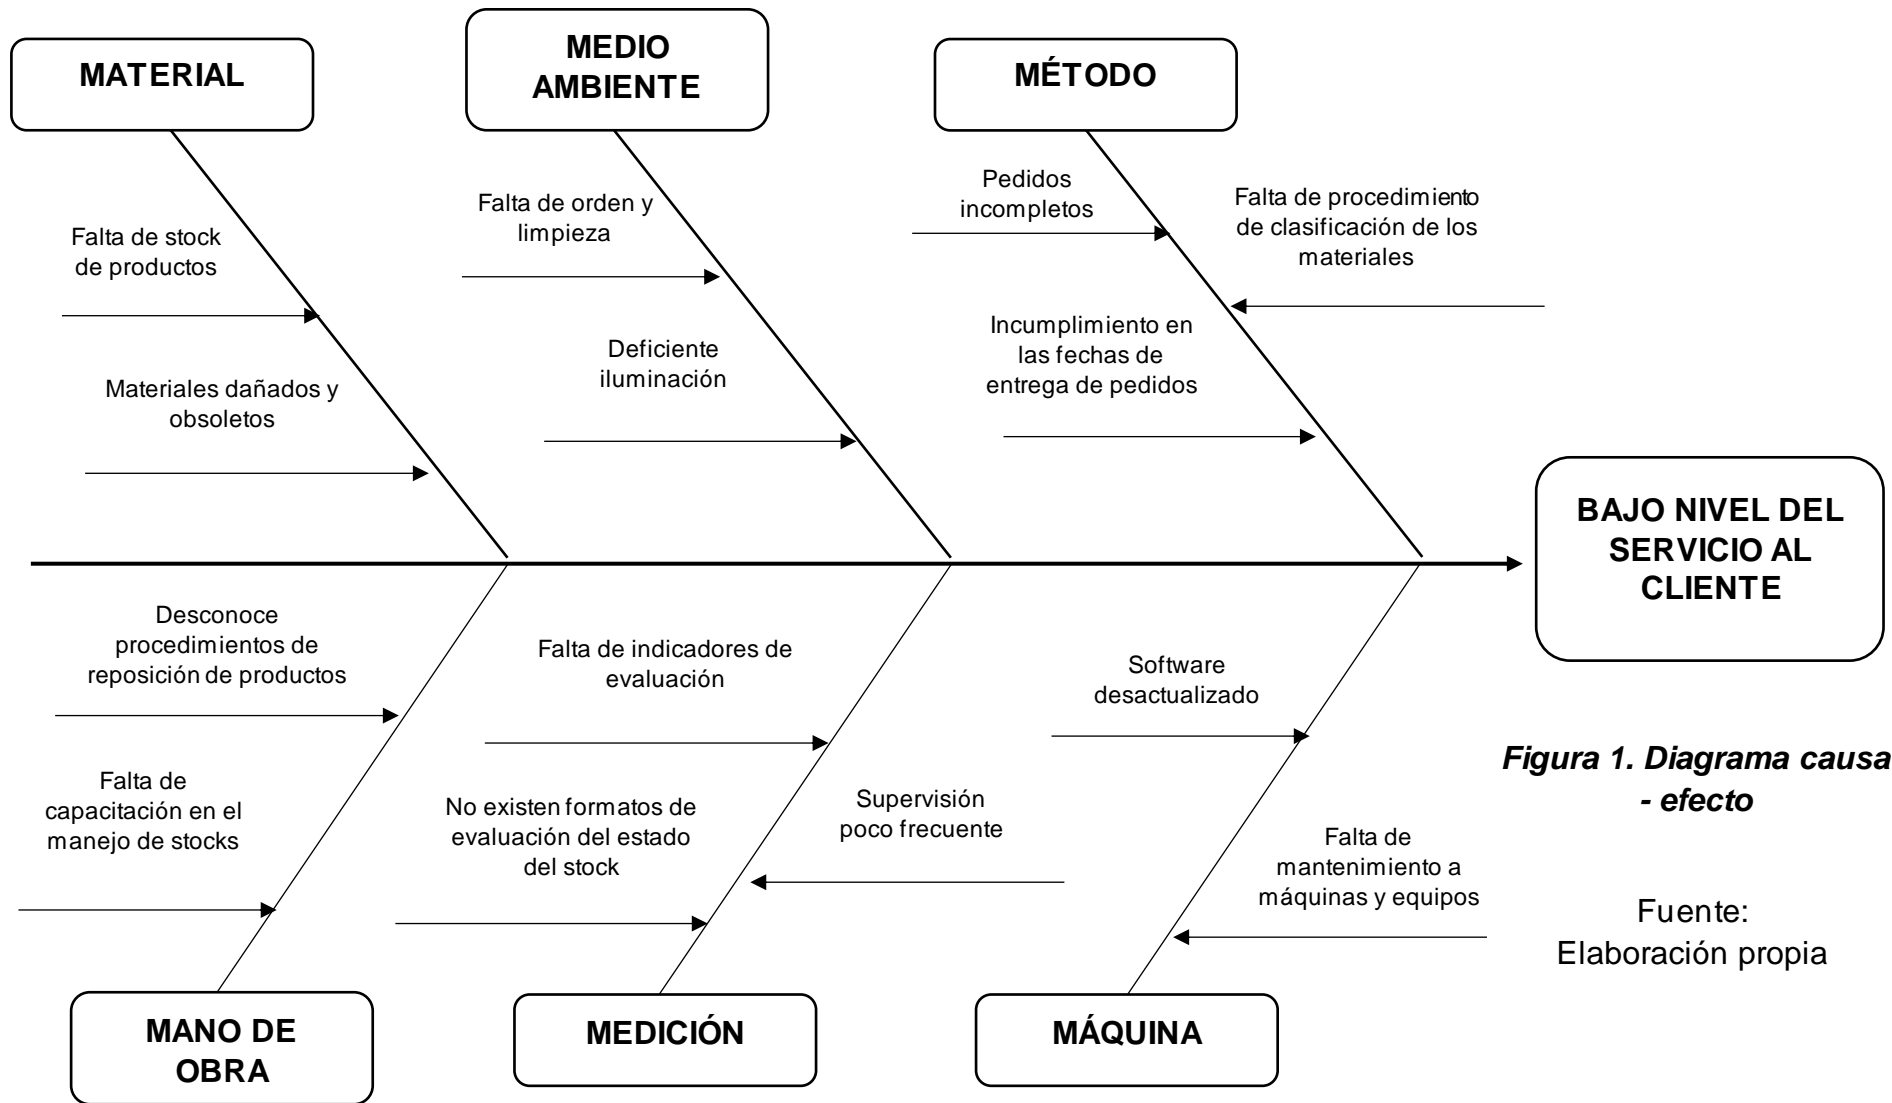 MATERIAL
MEDIO
AMBIENTE
MÉTODO
Falta de stock
de productos
Materiales dañados y
obsoletos
Falta de orden y
limpieza
Deficiente
iluminación
Pedidos
incompletos
Falta de procedimiento
de clasificación de los
materiales
Incumplimiento en
las fechas de
entrega de pedidos
BAJO NIVEL DEL
SERVICIO AL
CLIENTE
Desconoce
procedimientos de
reposición de productos
Falta de
capacitación en el
manejo de stocks
Falta de indicadores de
evaluación
No existen formatos de
evaluación del estado
del stock
Supervisión
poco frecuente
Software
desactualizado
Falta de
mantenimiento a
máquinas y equipos
MANO DE
OBRA
MEDICIÓN
MÁQUINA
Figura 1. Diagrama causa
- efecto
Fuente:
Elaboración propia